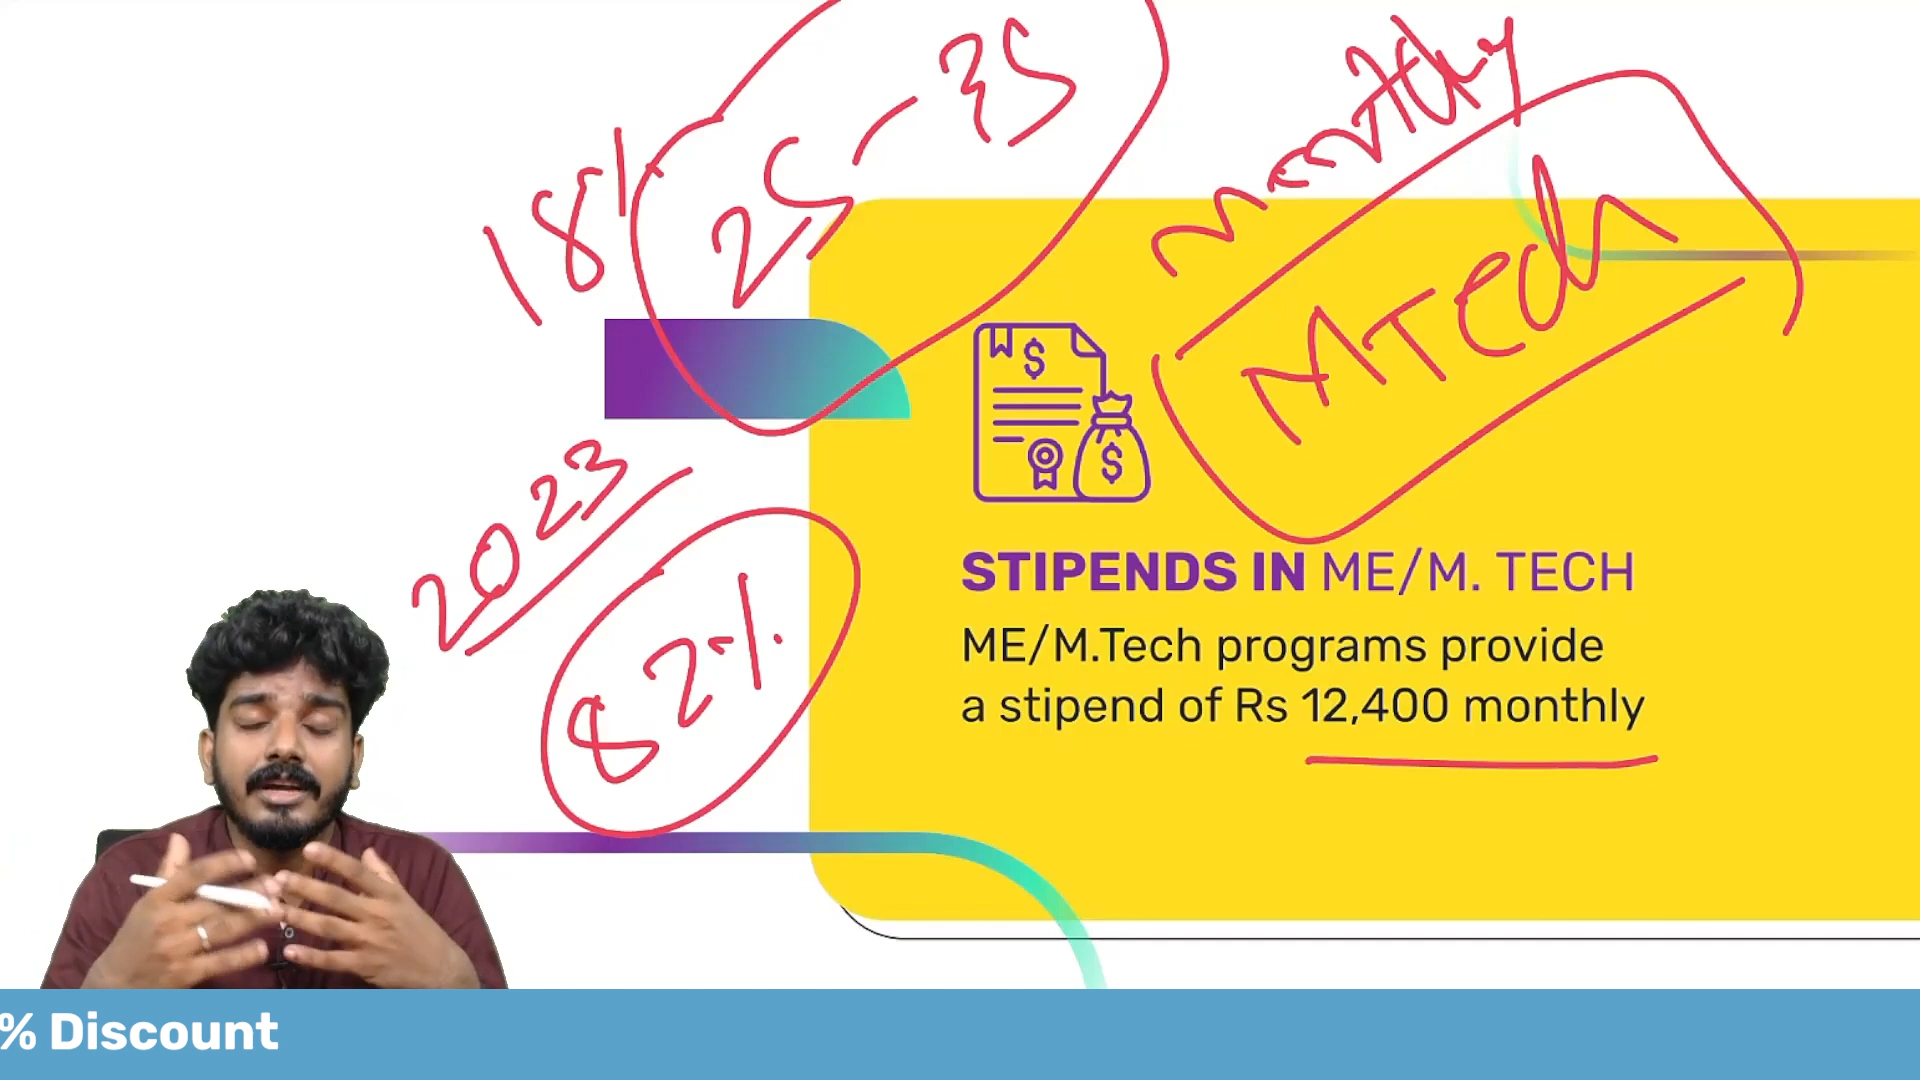 25-35
monthly
18%
MTech
2023
82%
$
$
STIPENDS IN ME/M. TECH
ME/M.Tech programs provide
a stipend of Rs 12,400 monthly
% Discount